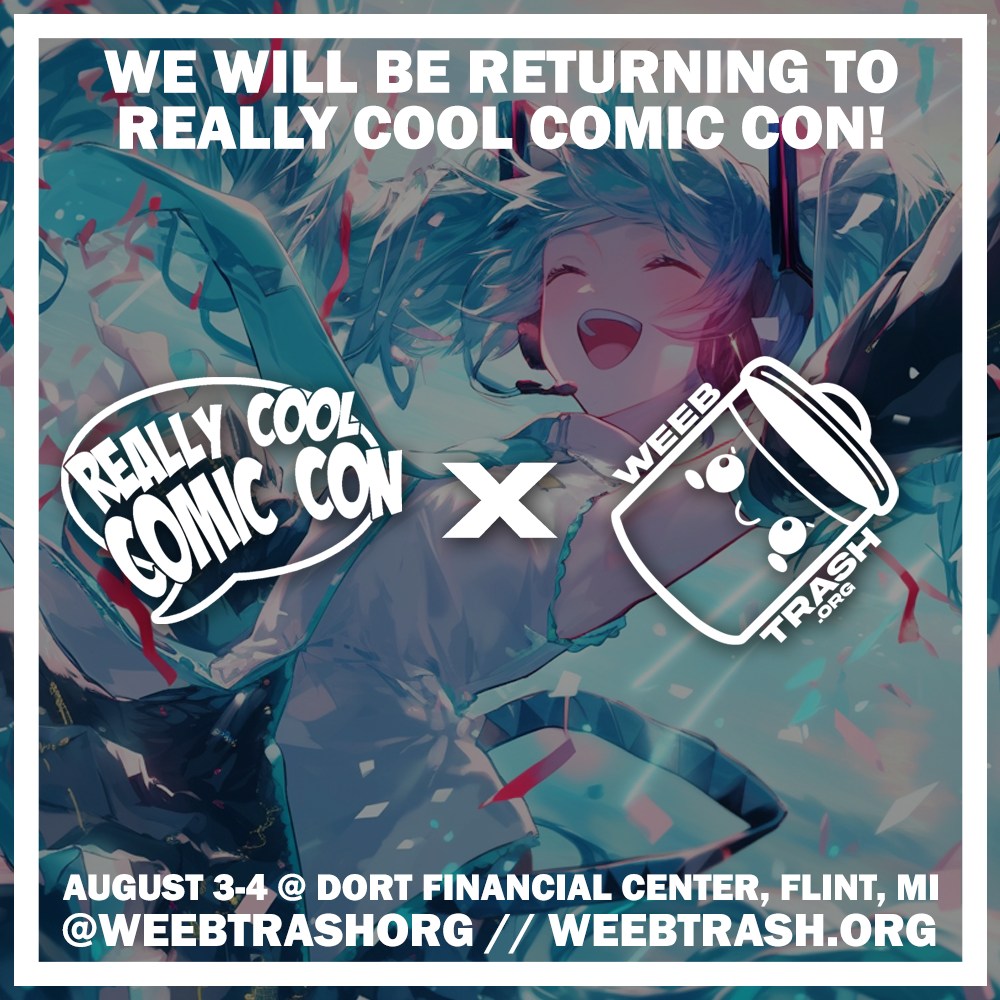 WE WILL BE RETURNING TO
REALLY COOL COMIC CON!
REALLY COOL
COMIC CON
X
WEEB
TRASH
.ORG
AUGUST 3-4 @ DORT FINANCIAL CENTER, FLINT, MI
@WEEBTRASHORG // WEEBTRASH.ORG